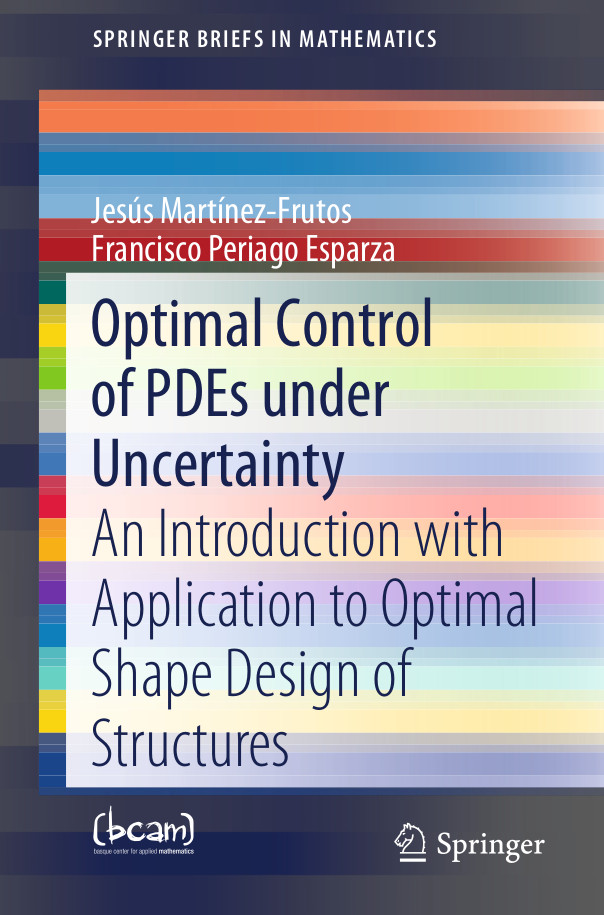 SPRINGER BRIEFS IN MATHEMATICS
Jesús Martínez-Frutos
Francisco Periago Esparza
Optimal Control
of PDEs under
Uncertainty
An Introduction with
Application to Optimal
Shape Design of
Structures
(bcam)
basque center for applied mathematics
Springer